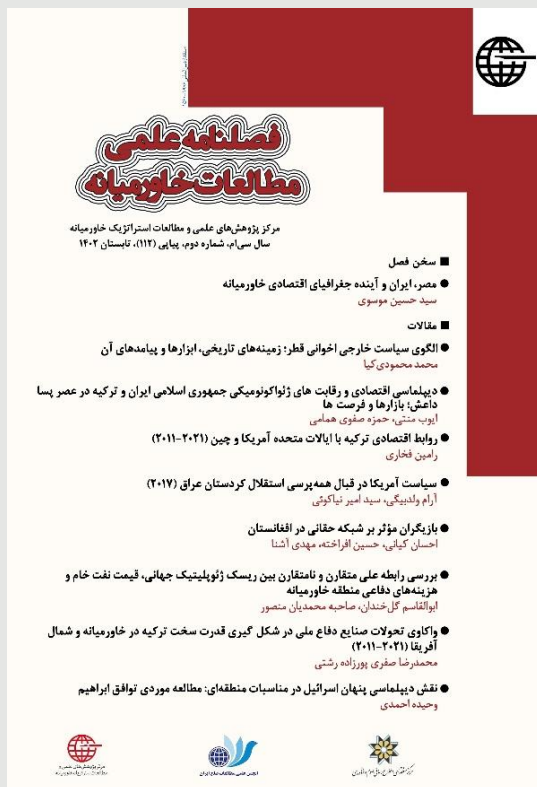 فصلنامه علمی
مطالعات خاورمیانه
مرکز پژوهش‌های علمی و مطالعات استراتژیک خاورمیانه
سال سی‌ام، شماره دوم، پیاپی (۱۱۲)، تابستان ۱۴۰۲
سخن فصل
مصر، ایران و آینده جغرافیای اقتصادی خاورمیانه
سید حسین موسوی
مقالات
الگوی سیاست خارجی اخوانی قطر؛ زمینه‌های تاریخی، ابزارها و پیامدهای آن
محمد محمودی‌کیا
دیپلماسی اقتصادی و رقابت های ژئواکونومیکی جمهوری اسلامی ایران و ترکیه در عصر پسا
داعش؛ بازارها و فرصت ها
ایوب منتی، حمزه صفوی همامی
روابط اقتصادی ترکیه با ایالات متحده آمریکا و چین (۲۰۲۱-۲۰۱۱)
رامین فخاری
سیاست آمریکا در قبال همه‌پرسی استقلال کردستان عراق (۲۰۱۷)
آرام ولدبیگی، سید امیر نیاکوئی
بازیگران مؤثر بر شبکه حقانی در افغانستان
احسان کیانی، حسین افراخته، مهدی آشنا
بررسی رابطه علی متقارن و نامتقارن بین ریسک ژئوپلیتیک جهانی، قیمت نفت خام و
هزینه‌های دفاعی منطقه خاورمیانه
ابوالقاسم گل‌خندان، صاحبه محمدیان منصور
واکاوی تحولات صنایع دفاع ملی در شکل گیری قدرت سخت ترکیه در خاورمیانه و شمال
آفریقا (۲۰۲۱-۲۰۱۱)
محمدرضا صفری پورزاده رشتی
نقش دیپلماسی پنهان اسرائیل در مناسبات منطقه‌ای: مطالعه موردی توافق ابراهیم
وحیده احمدی
انجمن علمی مطالعات صلح ایران